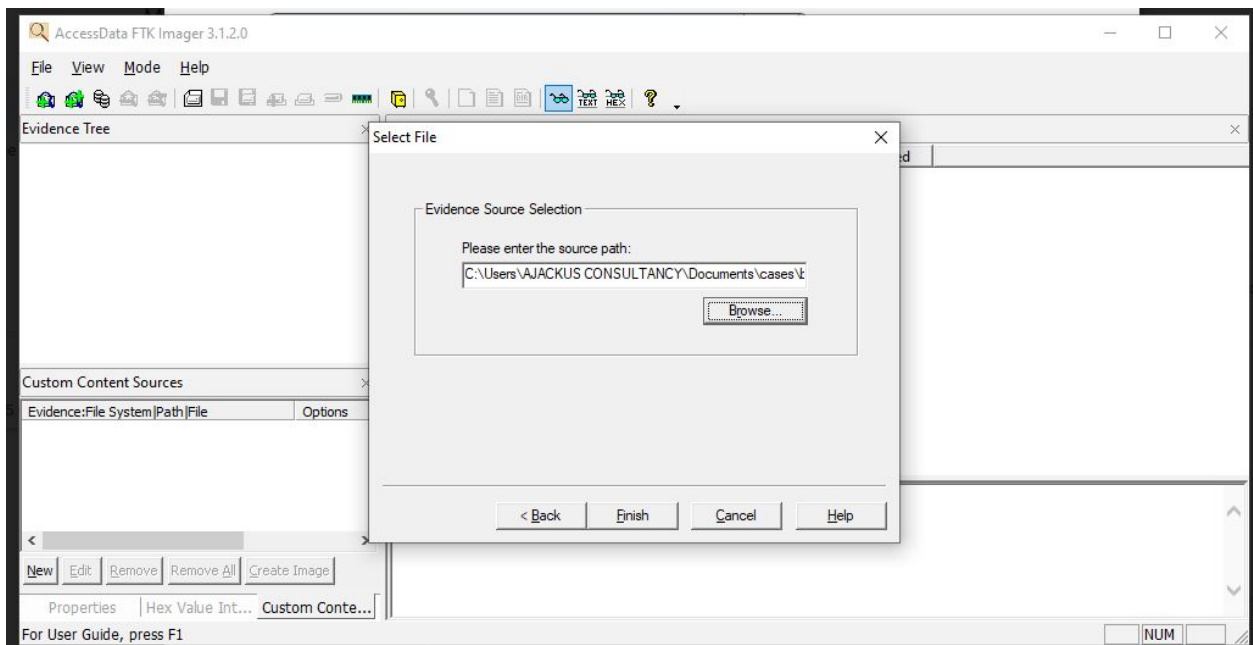 AccessData FTK Imager 3.1.2.0
File View Mode Help
TEXT HEX
Evidence Tree
Select File
Evidence Source Selection
Please enter the source path:
C:\Users\AJACKUS CONSULTANCY\Documents\cases\
Browse...
Custom Content Sources
Evidence:File System|Path|File Options
< Back Finish Cancel Help
New Edit Remove Remove All Create Image
Properties Hex Value Int... Custom Conte...
For User Guide, press F1
NUM